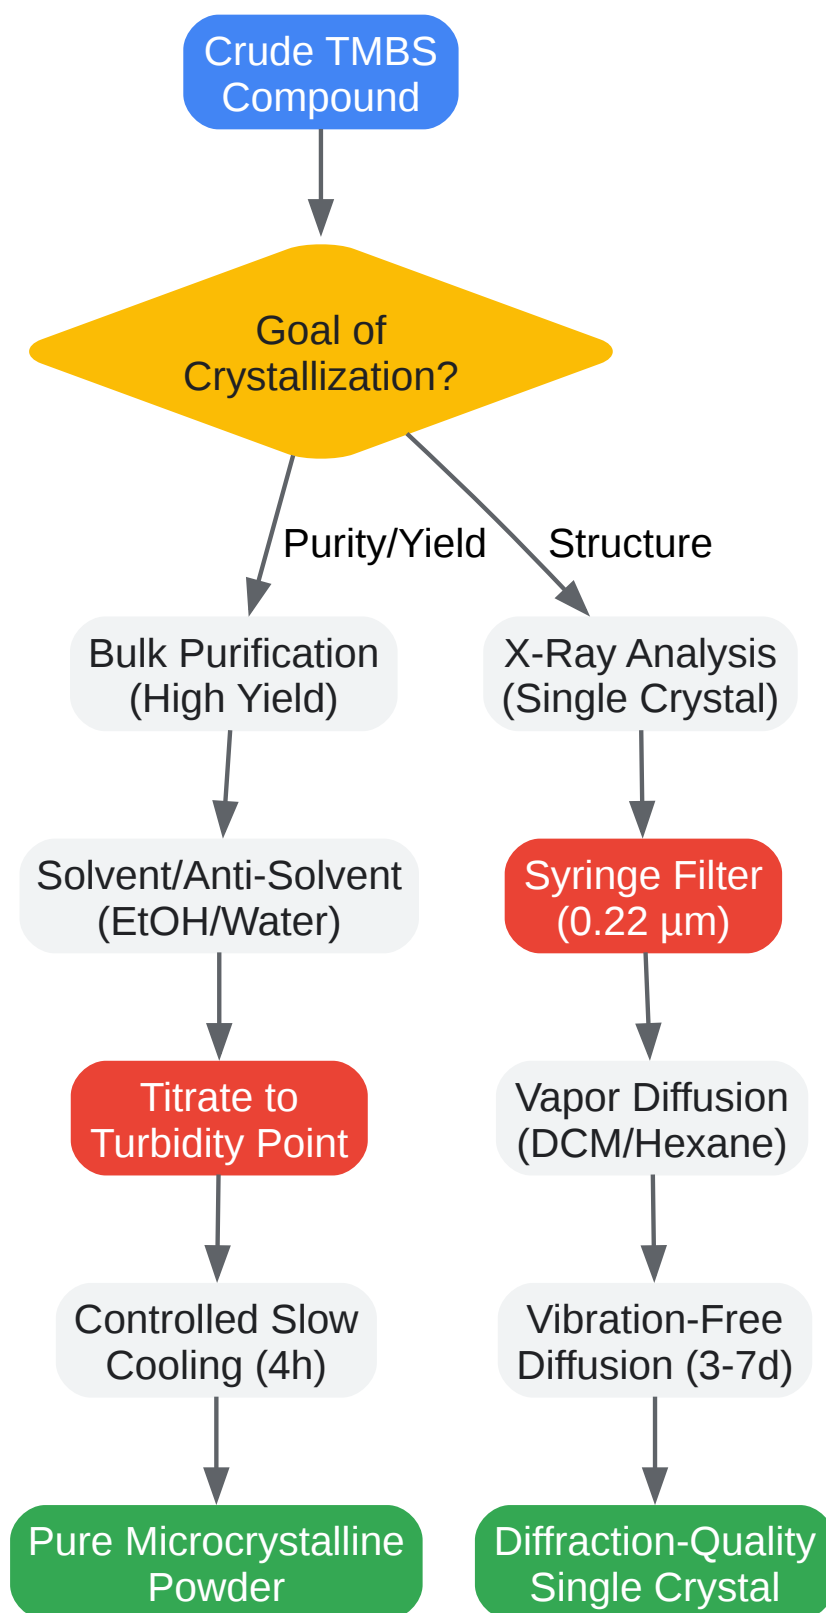 Crude TMBS
Compound
Goal of
Crystallization?
Purity/Yield
Structure
Bulk Purification
(High Yield)
X-Ray Analysis
(Single Crystal)
Solvent/Anti-Solvent
(EtOH/Water)
Syringe Filter
(0.22 µm)
Titrate to
Turbidity Point
Vapor Diffusion
(DCM/Hexane)
Controlled Slow
Cooling (4h)
Vibration-Free
Diffusion (3-7d)
Pure Microcrystalline
Powder
Diffraction-Quality
Single Crystal